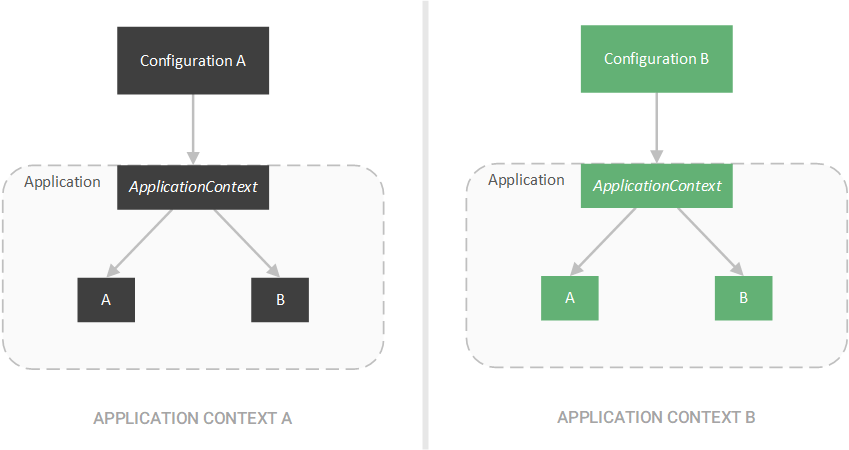 Configuration A
Application
ApplicationContext
A
B
APPLICATION CONTEXT A
Configuration B
Application
ApplicationContext
A
B
APPLICATION CONTEXT B